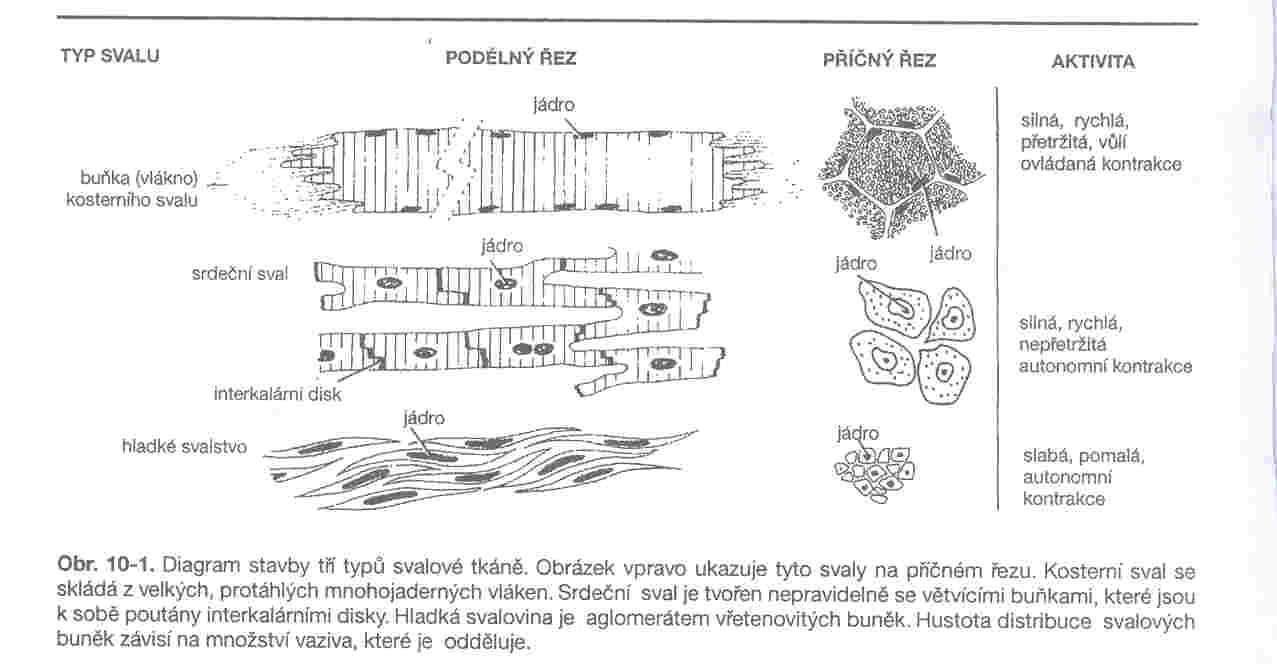 TYP SVALU
PODÉLNÝ ŘEZ
PŘÍČNÝ ŘEZ
AKTIVITA
jádro
buňka (vlákno)
kosterního svalu
jádro
silná, rychlá,
přetržitá, vůlí
ovládaná kontrakce
srdeční sval
jádro
interkalární disk
jádro
silná, rychlá,
nepřetržitá
autonomní kontrakce
hladké svalstvo
jádro
jádro
slabá, pomalá,
autonomní
kontrakce
Obr. 10-1. Diagram stavby tří typů svalové tkáně. Obrázek vpravo ukazuje tyto svaly na příčném řezu. Kosterní sval se
skládá z velkých, protáhlých mnohojaderných vláken. Srdeční sval je tvořen nepravidelně se větvícími buňkami, které jsou
k sobě poutány interkalárními disky. Hladká svalovina je aglomerátem vřetenovitých buněk. Hustota distribuce svalových
buněk závisí na množství vaziva, které je odděluje.